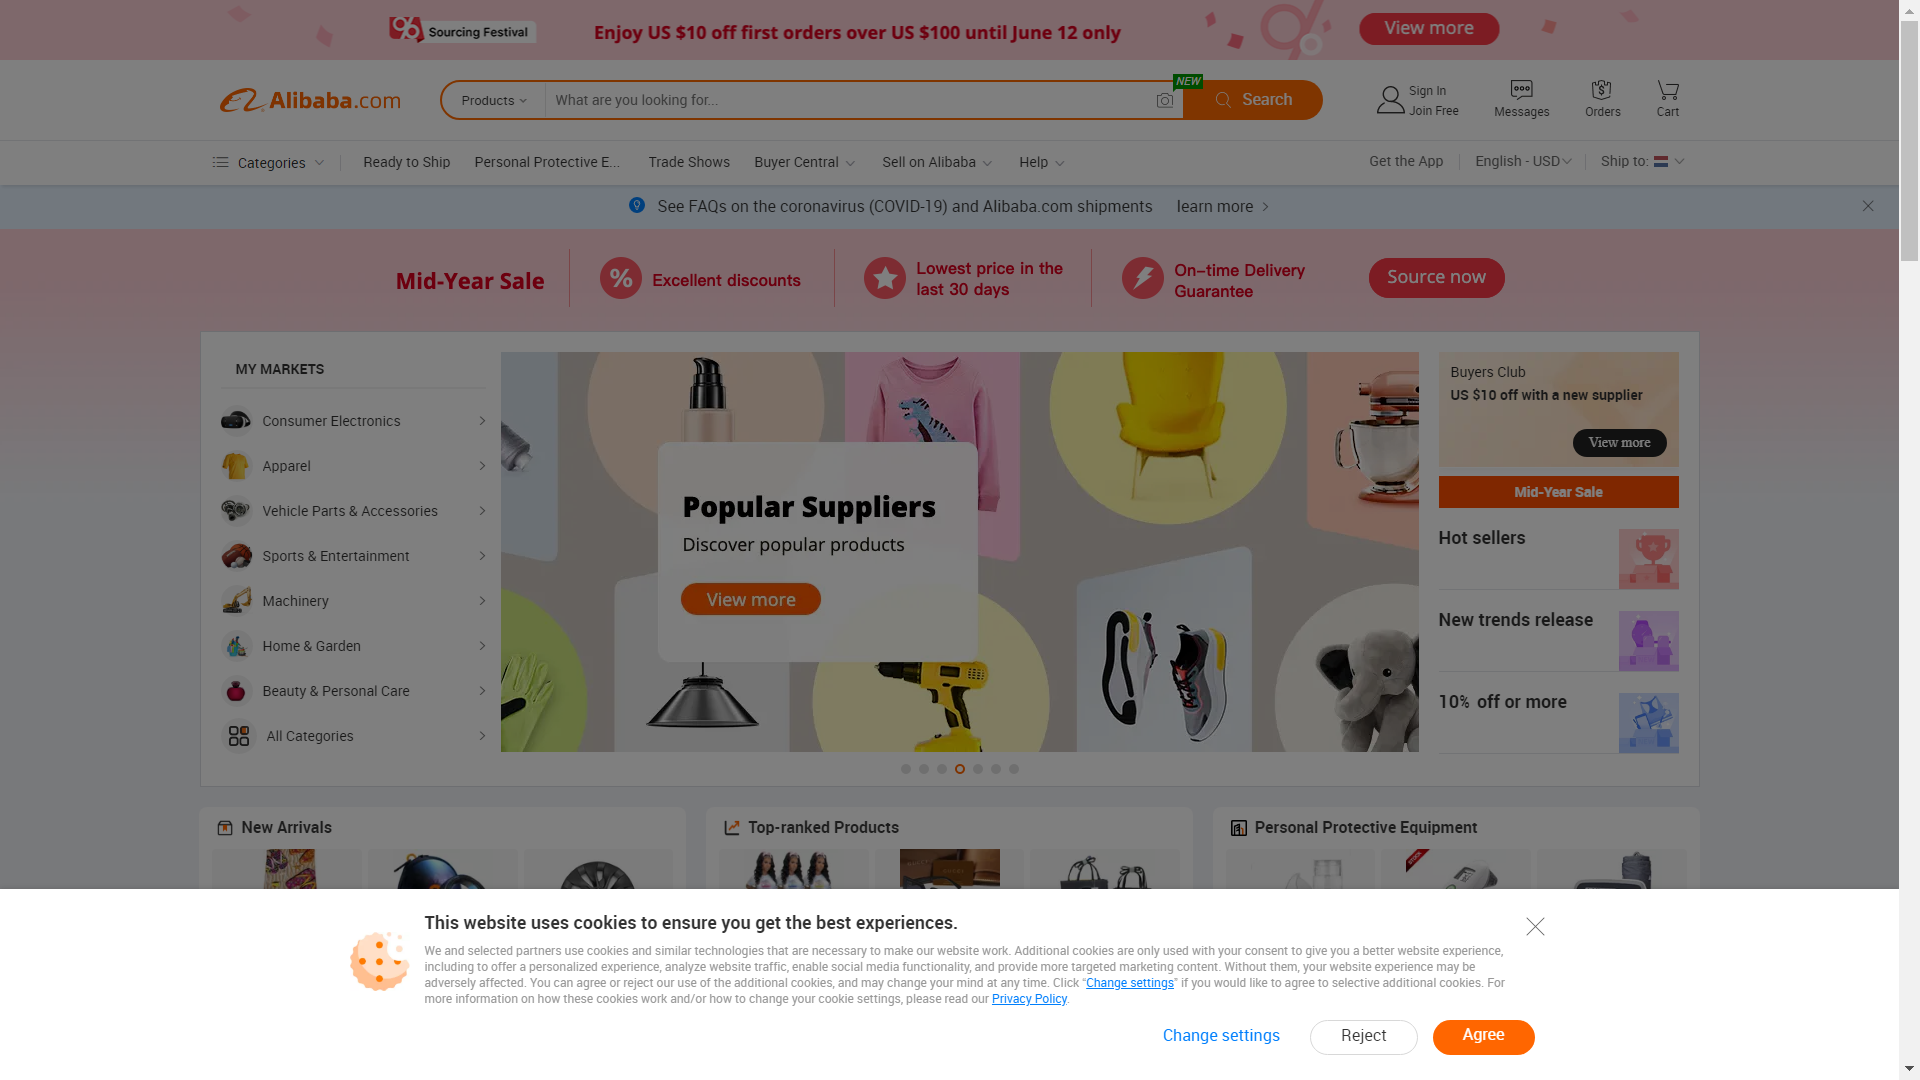 96 Sourcing Festival
Enjoy US $10 off first orders over US $100 until June 12 only
View more
Alibaba.com
Products
What are you looking for...
NEW
Search
Sign In
Join Free
Messages
Orders
Cart
Categories
Ready to Ship
Personal Protective E...
Trade Shows
Buyer Central
Sell on Alibaba
Help
Get the App
English - USD
Ship to:
See FAQs on the coronavirus (COVID-19) and Alibaba.com shipments
learn more
Mid-Year Sale
% Excellent discounts
Lowest price in the
last 30 days
On-time Delivery
Guarantee
Source now
MY MARKETS
Consumer Electronics
Apparel
Vehicle Parts & Accessories
Sports & Entertainment
Machinery
Home & Garden
Beauty & Personal Care
All Categories
Popular Suppliers
Discover popular products
View more
Buyers Club
US $10 off with a new supplier
View more
Mid-Year Sale
Hot sellers
New trends release
10% off or more
New Arrivals
Top-ranked Products
Personal Protective Equipment
This website uses cookies to ensure you get the best experiences.
We and selected partners use cookies and similar technologies that are necessary to make our website work. Additional cookies are only used with your consent to give you a better website experience,
including to offer a personalized experience, analyze website traffic, enable social media functionality, and provide more targeted marketing content. Without them, your website experience may be
adversely affected. You can agree or reject our use of the additional cookies, and may change your mind at any time. Click "Change settings" if you would like to agree to selective additional cookies. For
more information on how these cookies work and/or how to change your cookie settings, please read our Privacy Policy.
Change settings
Reject
Agree